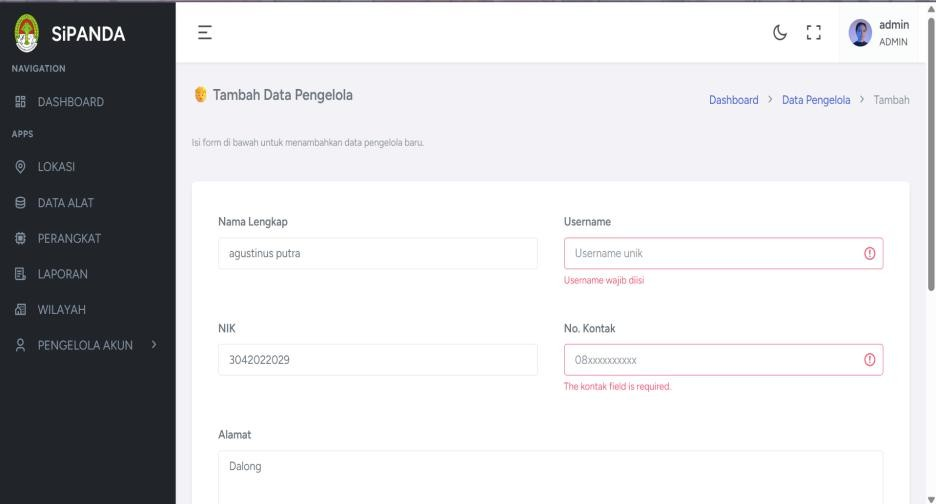 SiPANDA
admin
ADMIN
NAVIGATION
DASHBOARD
APPS
LOKASI
DATA ALAT
PERANGKAT
LAPORAN
WILAYAH
PENGELOLA AKUN
Tambah Data Pengelola
Dashboard > Data Pengelola > Tambah
Isi form di bawah untuk menambahkan data pengelola baru.
Nama Lengkap
agustinus putra
Username
Username unik
Username wajib diisi
NIK
3042022029
No. Kontak
08xxxxxxxxxx
The kontak field is required.
Alamat
Dalong